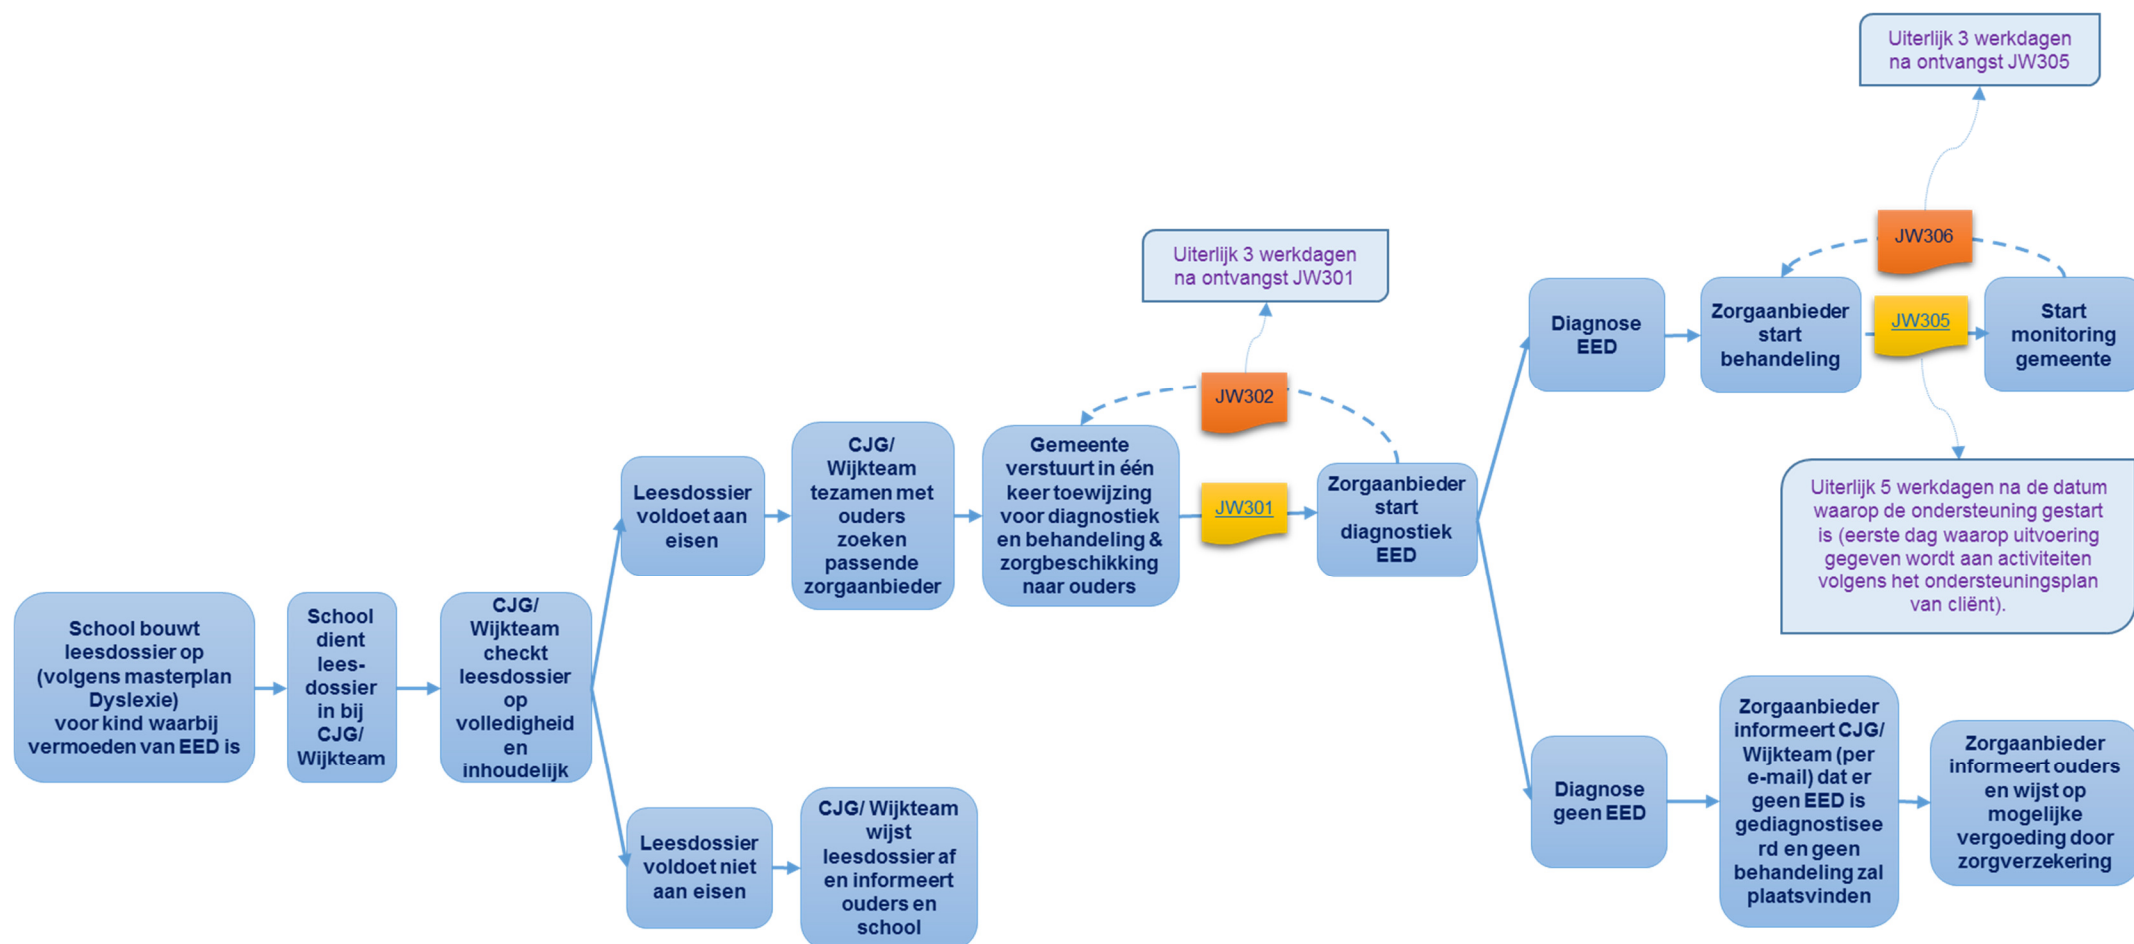 School bouwt
leesdossier op
(volgens masterplan
Dyslexie)
voor kind waarbij
vermoeden van EED is
School
dient
lees-
dossier
in bij
CJG/
Wijkteam
CJG/
Wijkteam
checkt
leesdossier
op
volledigheid
en
inhoudelijk
Leesdossier
voldoet aan
eisen
CJG/
Wijkteam
tezamen met
ouders
zoeken
passende
zorgaanbieder
Gemeente
verstuurt in één
keer toewijzing
voor diagnostiek
en behandeling &
zorgbeschikking
naar ouders
JW301
JW302
Uiterlijk 3 werkdagen
na ontvangst JW301
Zorgaanbieder
start
diagnostiek
EED
Diagnose
EED
Zorgaanbieder
start
behandeling
JW305
JW306
Uiterlijk 3 werkdagen
na ontvangst JW305
Start
monitoring
gemeente
Uiterlijk 5 werkdagen na de datum
waarop de ondersteuning gestart
is (eerste dag waarop uitvoering
gegeven wordt aan activiteiten
volgens het ondersteuningsplan
van cliënt).
Leesdossier
voldoet niet
aan eisen
CJG/ Wijkteam
wijst
leesdossier af
en informeert
ouders en
school
Diagnose
geen EED
Zorgaanbieder
informeert CJG/
Wijkteam (per
e-mail) dat er
geen EED is
gediagnostisee
rd en geen
behandeling zal
plaatsvinden
Zorgaanbieder
informeert ouders
en wijst op
mogelijke
vergoeding door
zorgverzekering